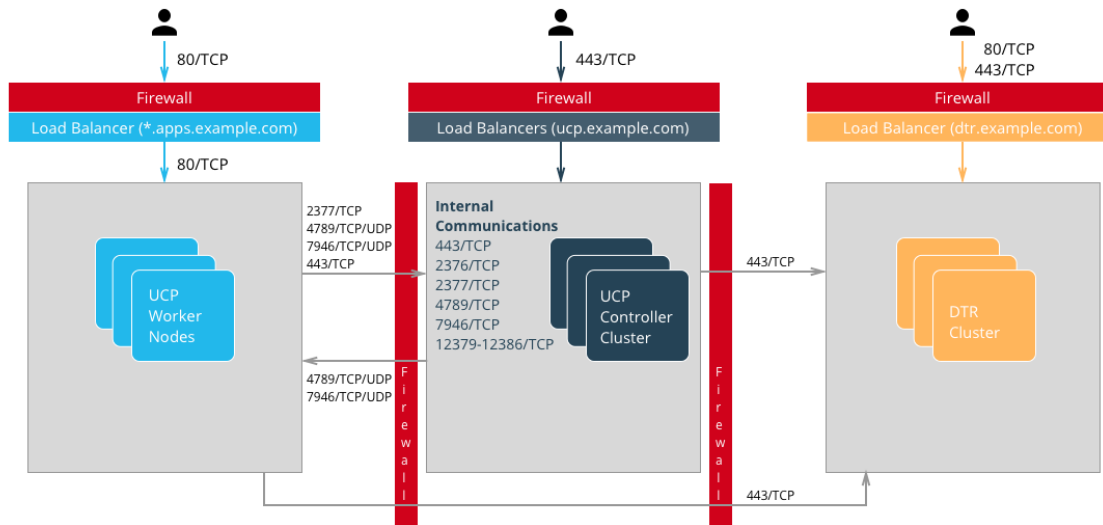 80/TCP
Firewall
Load Balancer (*.apps.example.com)
80/TCP
443/TCP
Firewall
Load Balancers (ucp.example.com)
80/TCP
443/TCP
Firewall
Load Balancer (dtr.example.com)
UCP
Worker
Nodes
2377/TCP
4789/TCP/UDP
7946/TCP/UDP
443/TCP
4789/TCP/UDP
7946/TCP/UDP
Firewall
Internal
Communications
443/TCP
2376/TCP
2377/TCP
4789/TCP
7946/TCP
12379-12386/TCP
UCP
Controller
Cluster
Firewall
443/TCP
DTR
Cluster
443/TCP